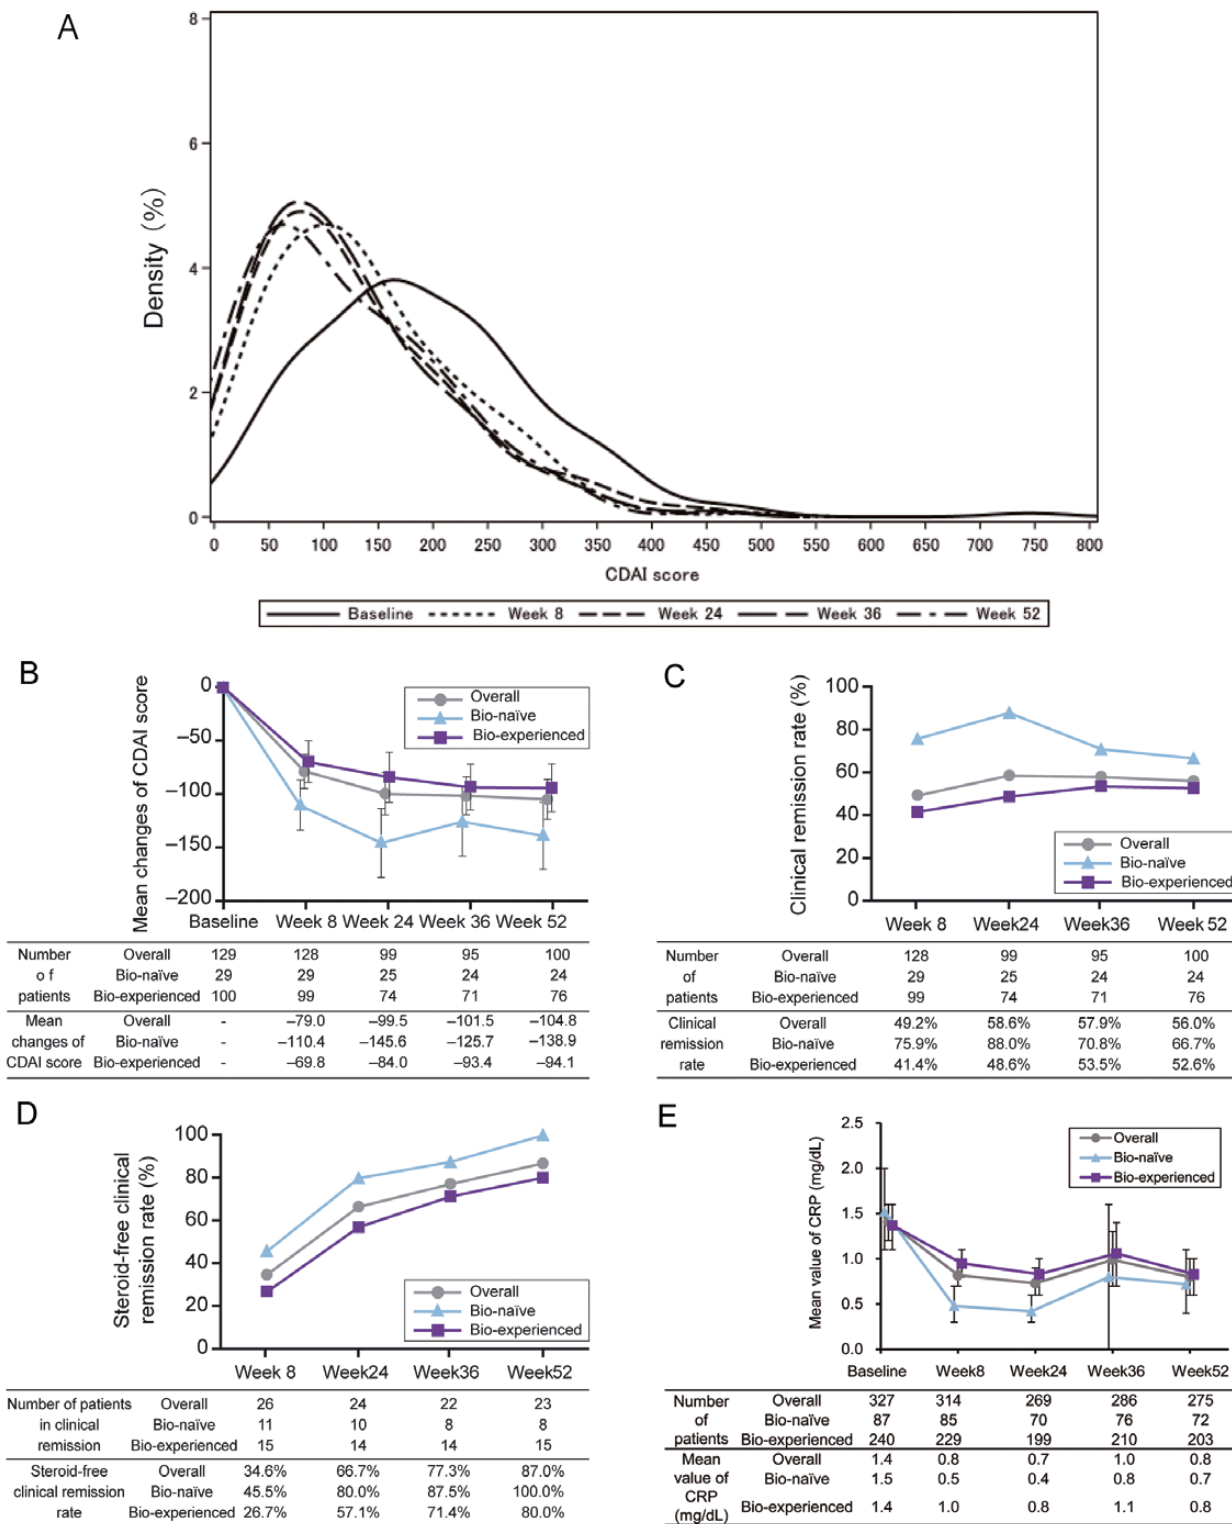 A
8
6
4
2
0
Density (%)
0 50 100 150 200 250 300 350 400 450 500 550 600 650 700 750 800
CDAI score
Baseline Week 8 Week 24 Week 36 Week 52
B
Mean changes of CDAI score
0
–50
–100
–150
–200
Overall
Bio-naïve
Bio-experienced
Baseline Week 8 Week 24 Week 36 Week 52
Number Overall 129 128 99 95 100
o f Bio-naïve 29 29 25 24 24
patients Bio-experienced 100 99 74 71 76
Mean Overall - –79.0 –99.5 –101.5 –104.8
changes of Bio-naïve - –110.4 –145.6 –125.7 –138.9
CDAI score Bio-experienced - –69.8 –84.0 –93.4 –94.1
C
Clinical remission rate (%)
100
80
60
40
20
0
Overall
Bio-naïve
Bio-experienced
Week 8 Week24 Week36 Week 52
Number Overall 128 99 95 100
of Bio-naïve 29 25 24 24
patients Bio-experienced 99 74 71 76
Clinical Overall 49.2% 58.6% 57.9% 56.0%
remission Bio-naïve 75.9% 88.0% 70.8% 66.7%
rate Bio-experienced 41.4% 48.6% 53.5% 52.6%
D
Steroid-free clinical
remission rate (%)
100
80
60
40
20
0
Overall
Bio-naïve
Bio-experienced
Week 8 Week24 Week36 Week52
Number of patients Overall 26 24 22 23
in clinical Bio-naïve 11 10 8 8
remission Bio-experienced 15 14 14 15
Steroid-free Overall 34.6% 66.7% 77.3% 87.0%
clinical remission Bio-naïve 45.5% 80.0% 87.5% 100.0%
rate Bio-experienced 26.7% 57.1% 71.4% 80.0%
E
Mean value of CRP (mg/dL)
2.5
2.0
1.5
1.0
0.5
0.0
Overall
Bio-naïve
Bio-experienced
Baseline Week8 Week24 Week36 Week52
Number Overall 327 314 269 286 275
of Bio-naïve 87 85 70 76 72
patients Bio-experienced 240 229 199 210 203
Mean Overall 1.4 0.8 0.7 1.0 0.8
value of Bio-naïve 1.5 0.5 0.4 0.8 0.7
CRP
(mg/dL) Bio-experienced 1.4 1.0 0.8 1.1 0.8